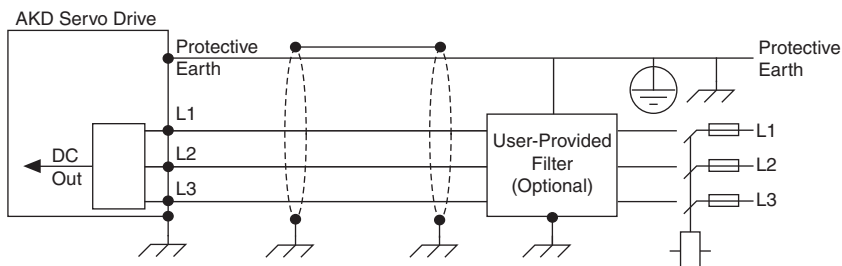 AKD Servo Drive
Protective
Earth
Protective
Earth
L1
L1
L2
L2
L3
L3
DC
Out
User-Provided
Filter
(Optional)